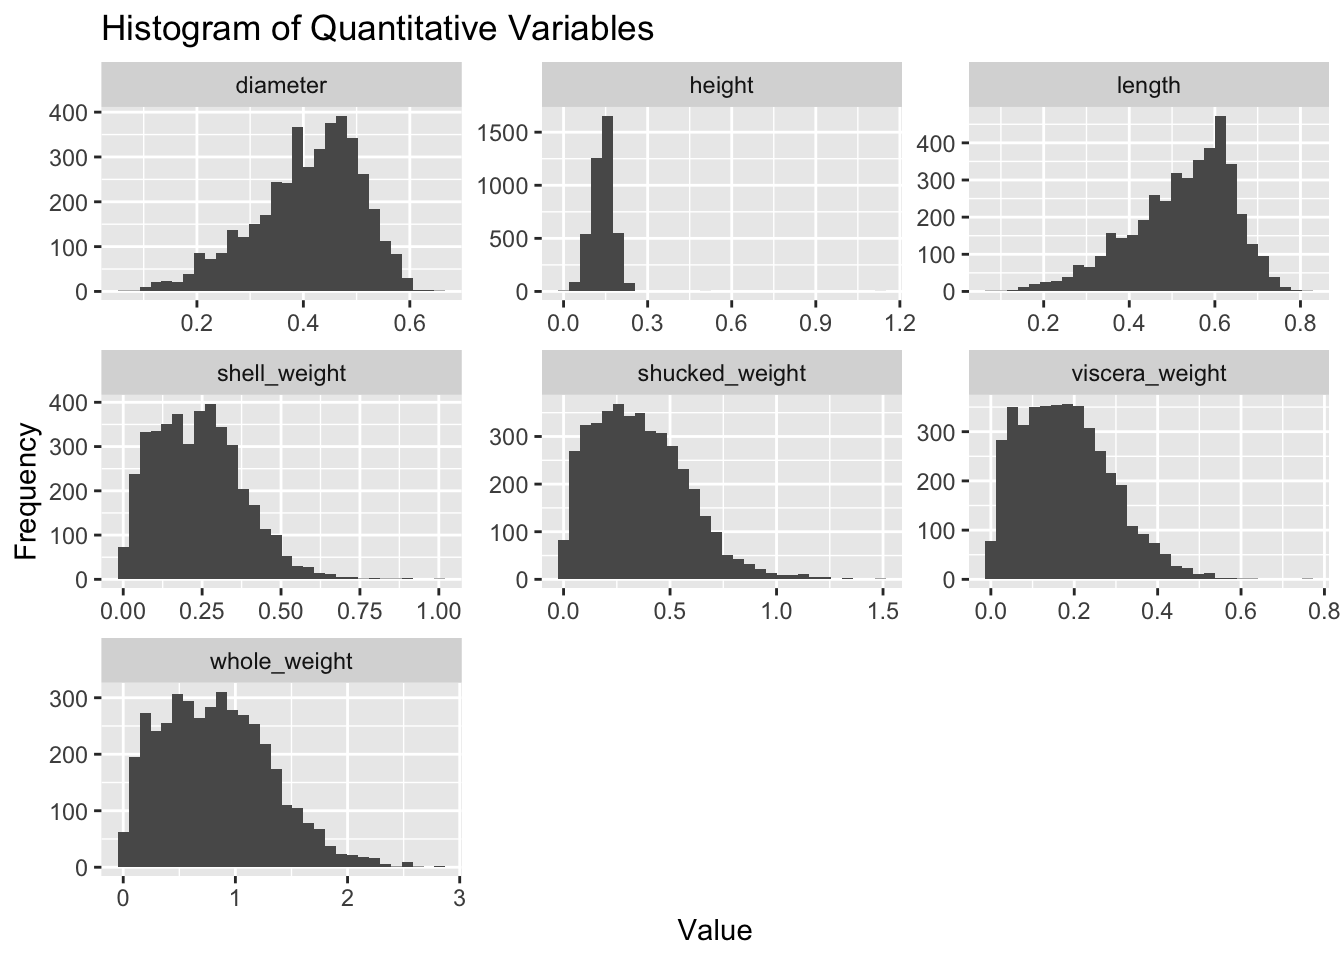 Histogram of Quantitative Variables
diameter
400
300
200
100
0
0.2 0.4 0.6
height
1500
1000
500
0
0.0 0.3 0.6 0.9 1.2
length
400
300
200
100
0
0.2 0.4 0.6 0.8
Frequency
shell_weight
400
300
200
100
0
0.00 0.25 0.50 0.75 1.00
shucked_weight
300
200
100
0
0.0 0.5 1.0 1.5
viscera_weight
300
200
100
0
0.0 0.2 0.4 0.6 0.8
whole_weight
300
200
100
0
0 1 2 3
Value